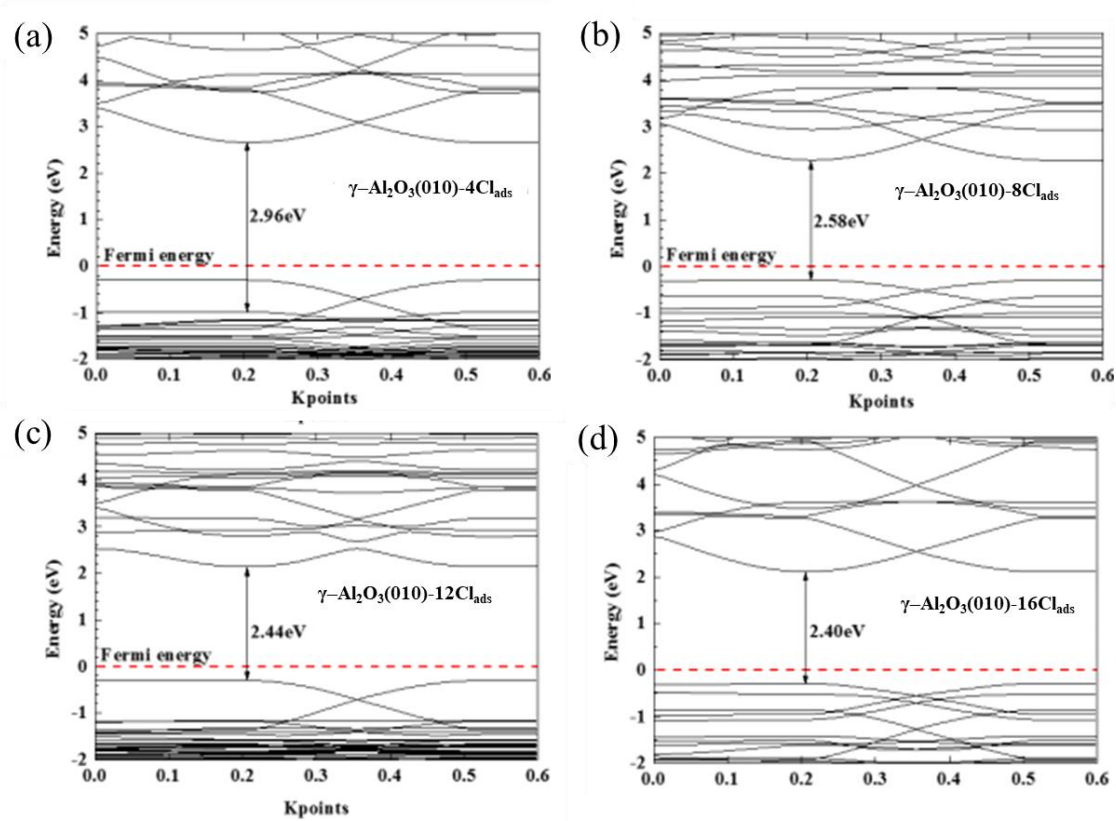 (a)
5
4
3
2
1
0
-1
-2
Energy (eV)
γ–Al₂O₃(010)-4Clₐds
2.96eV
Fermi energy
0.0 0.1 0.2 0.3 0.4 0.5 0.6
Kpoints
(b)
5
4
3
2
1
0
-1
-2
Energy (eV)
γ–Al₂O₃(010)-8Clₐds
2.58eV
Fermi energy
0.0 0.1 0.2 0.3 0.4 0.5 0.6
Kpoints
(c)
5
4
3
2
1
0
-1
-2
Energy (eV)
γ–Al₂O₃(010)-12Clₐds
2.44eV
Fermi energy
0.0 0.1 0.2 0.3 0.4 0.5 0.6
Kpoints
(d)
5
4
3
2
1
0
-1
-2
Energy (eV)
γ–Al₂O₃(010)-16Clₐds
2.40eV
0.0 0.1 0.2 0.3 0.4 0.5 0.6
Kpoints